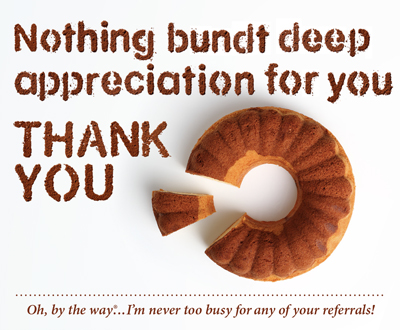 Nothing bundt deep
appreciation for you
THANK
YOU
Oh, by the way®...I'm never too busy for any of your referrals!